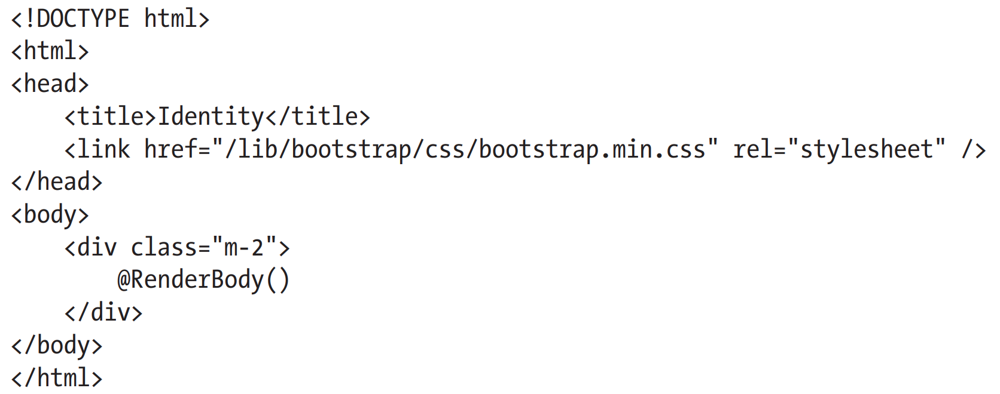 <!DOCTYPE html>
<html>
<head>
    <title>Identity</title>
    <link href="/lib/bootstrap/css/bootstrap.min.css" rel="stylesheet" />
</head>
<body>
    <div class="m-2">
        @RenderBody()
    </div>
</body>
</html>